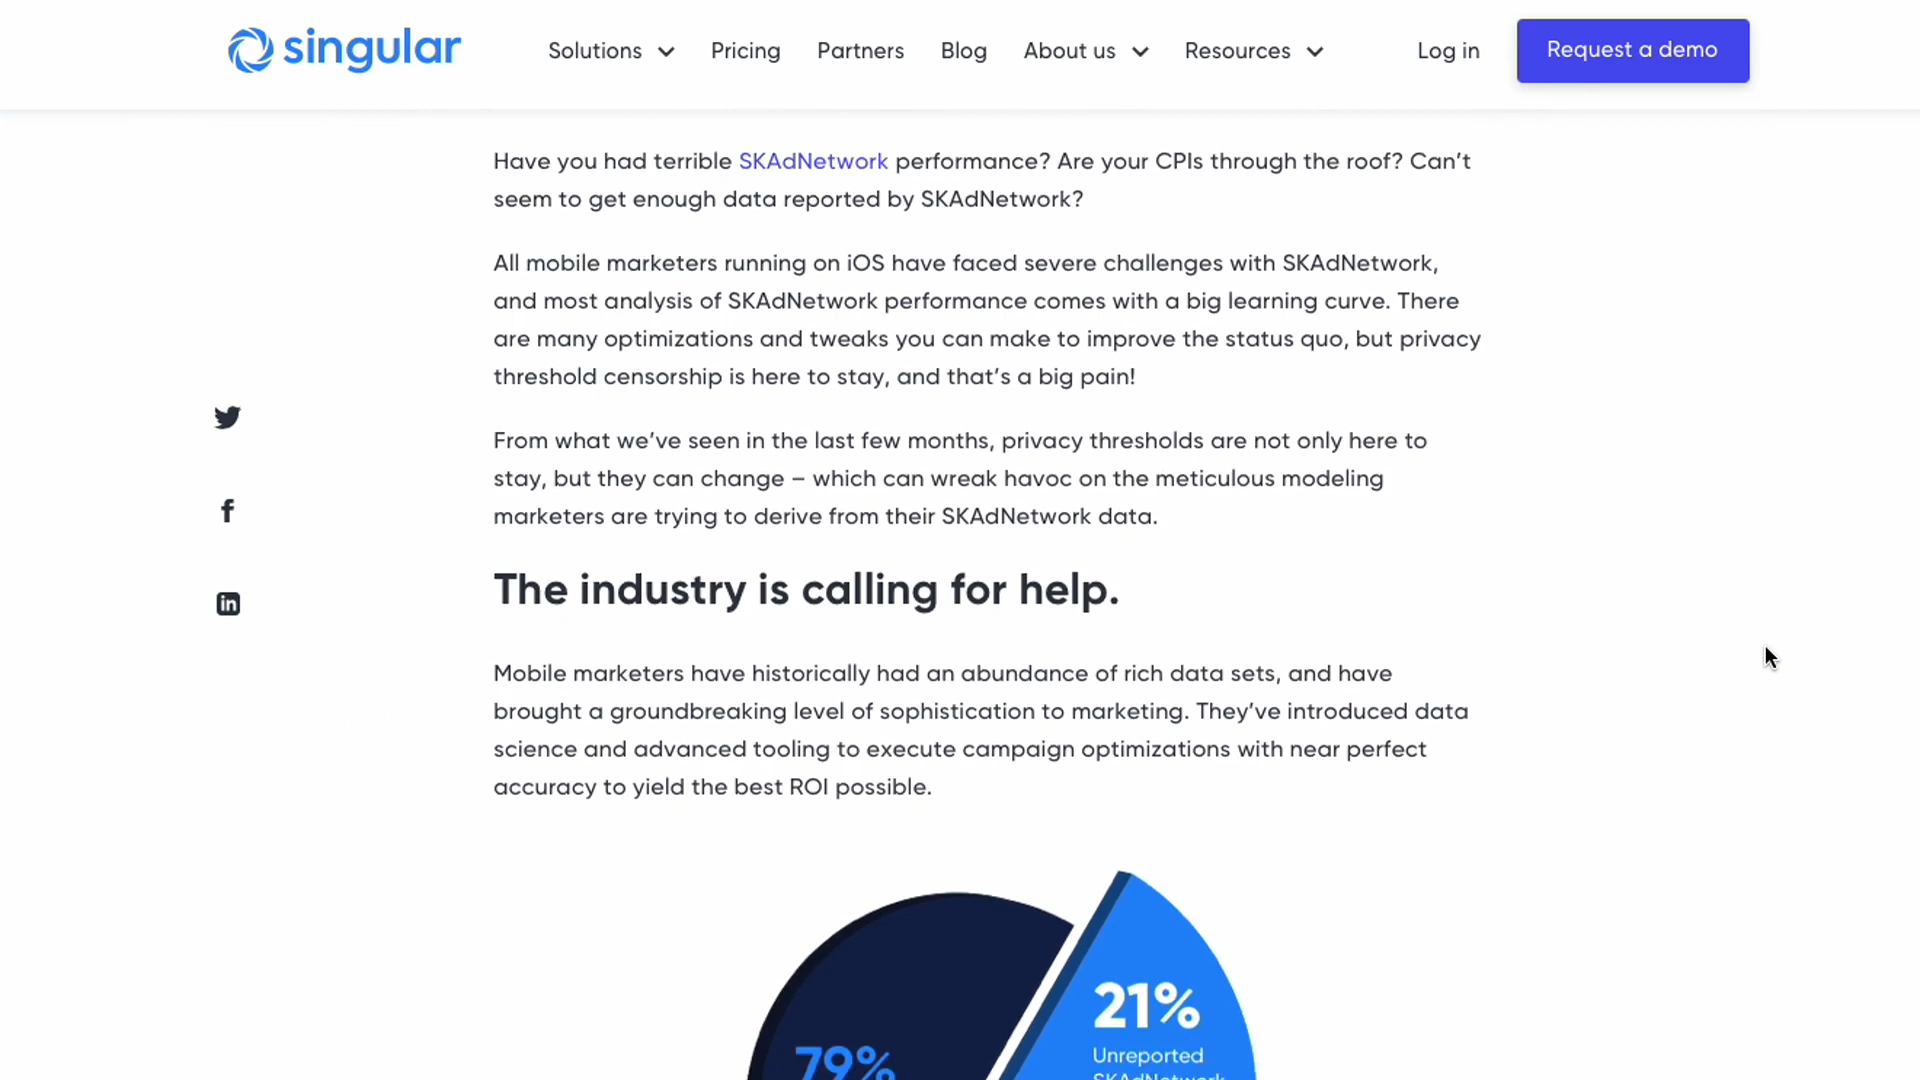 singular
Solutions
Pricing
Partners
Blog
About us
Resources
Log in
Request a demo
Have you had terrible SKAdNetwork performance? Are your CPIs through the roof? Can’t
seem to get enough data reported by SKAdNetwork?
All mobile marketers running on iOS have faced severe challenges with SKAdNetwork,
and most analysis of SKAdNetwork performance comes with a big learning curve. There
are many optimizations and tweaks you can make to improve the status quo, but privacy
threshold censorship is here to stay, and that’s a big pain!
From what we’ve seen in the last few months, privacy thresholds are not only here to
stay, but they can change – which can wreak havoc on the meticulous modeling
marketers are trying to derive from their SKAdNetwork data.
The industry is calling for help.
Mobile marketers have historically had an abundance of rich data sets, and have
brought a groundbreaking level of sophistication to marketing. They’ve introduced data
science and advanced tooling to execute campaign optimizations with near perfect
accuracy to yield the best ROI possible.
21%
Unreported
SKAdNetwork
79%